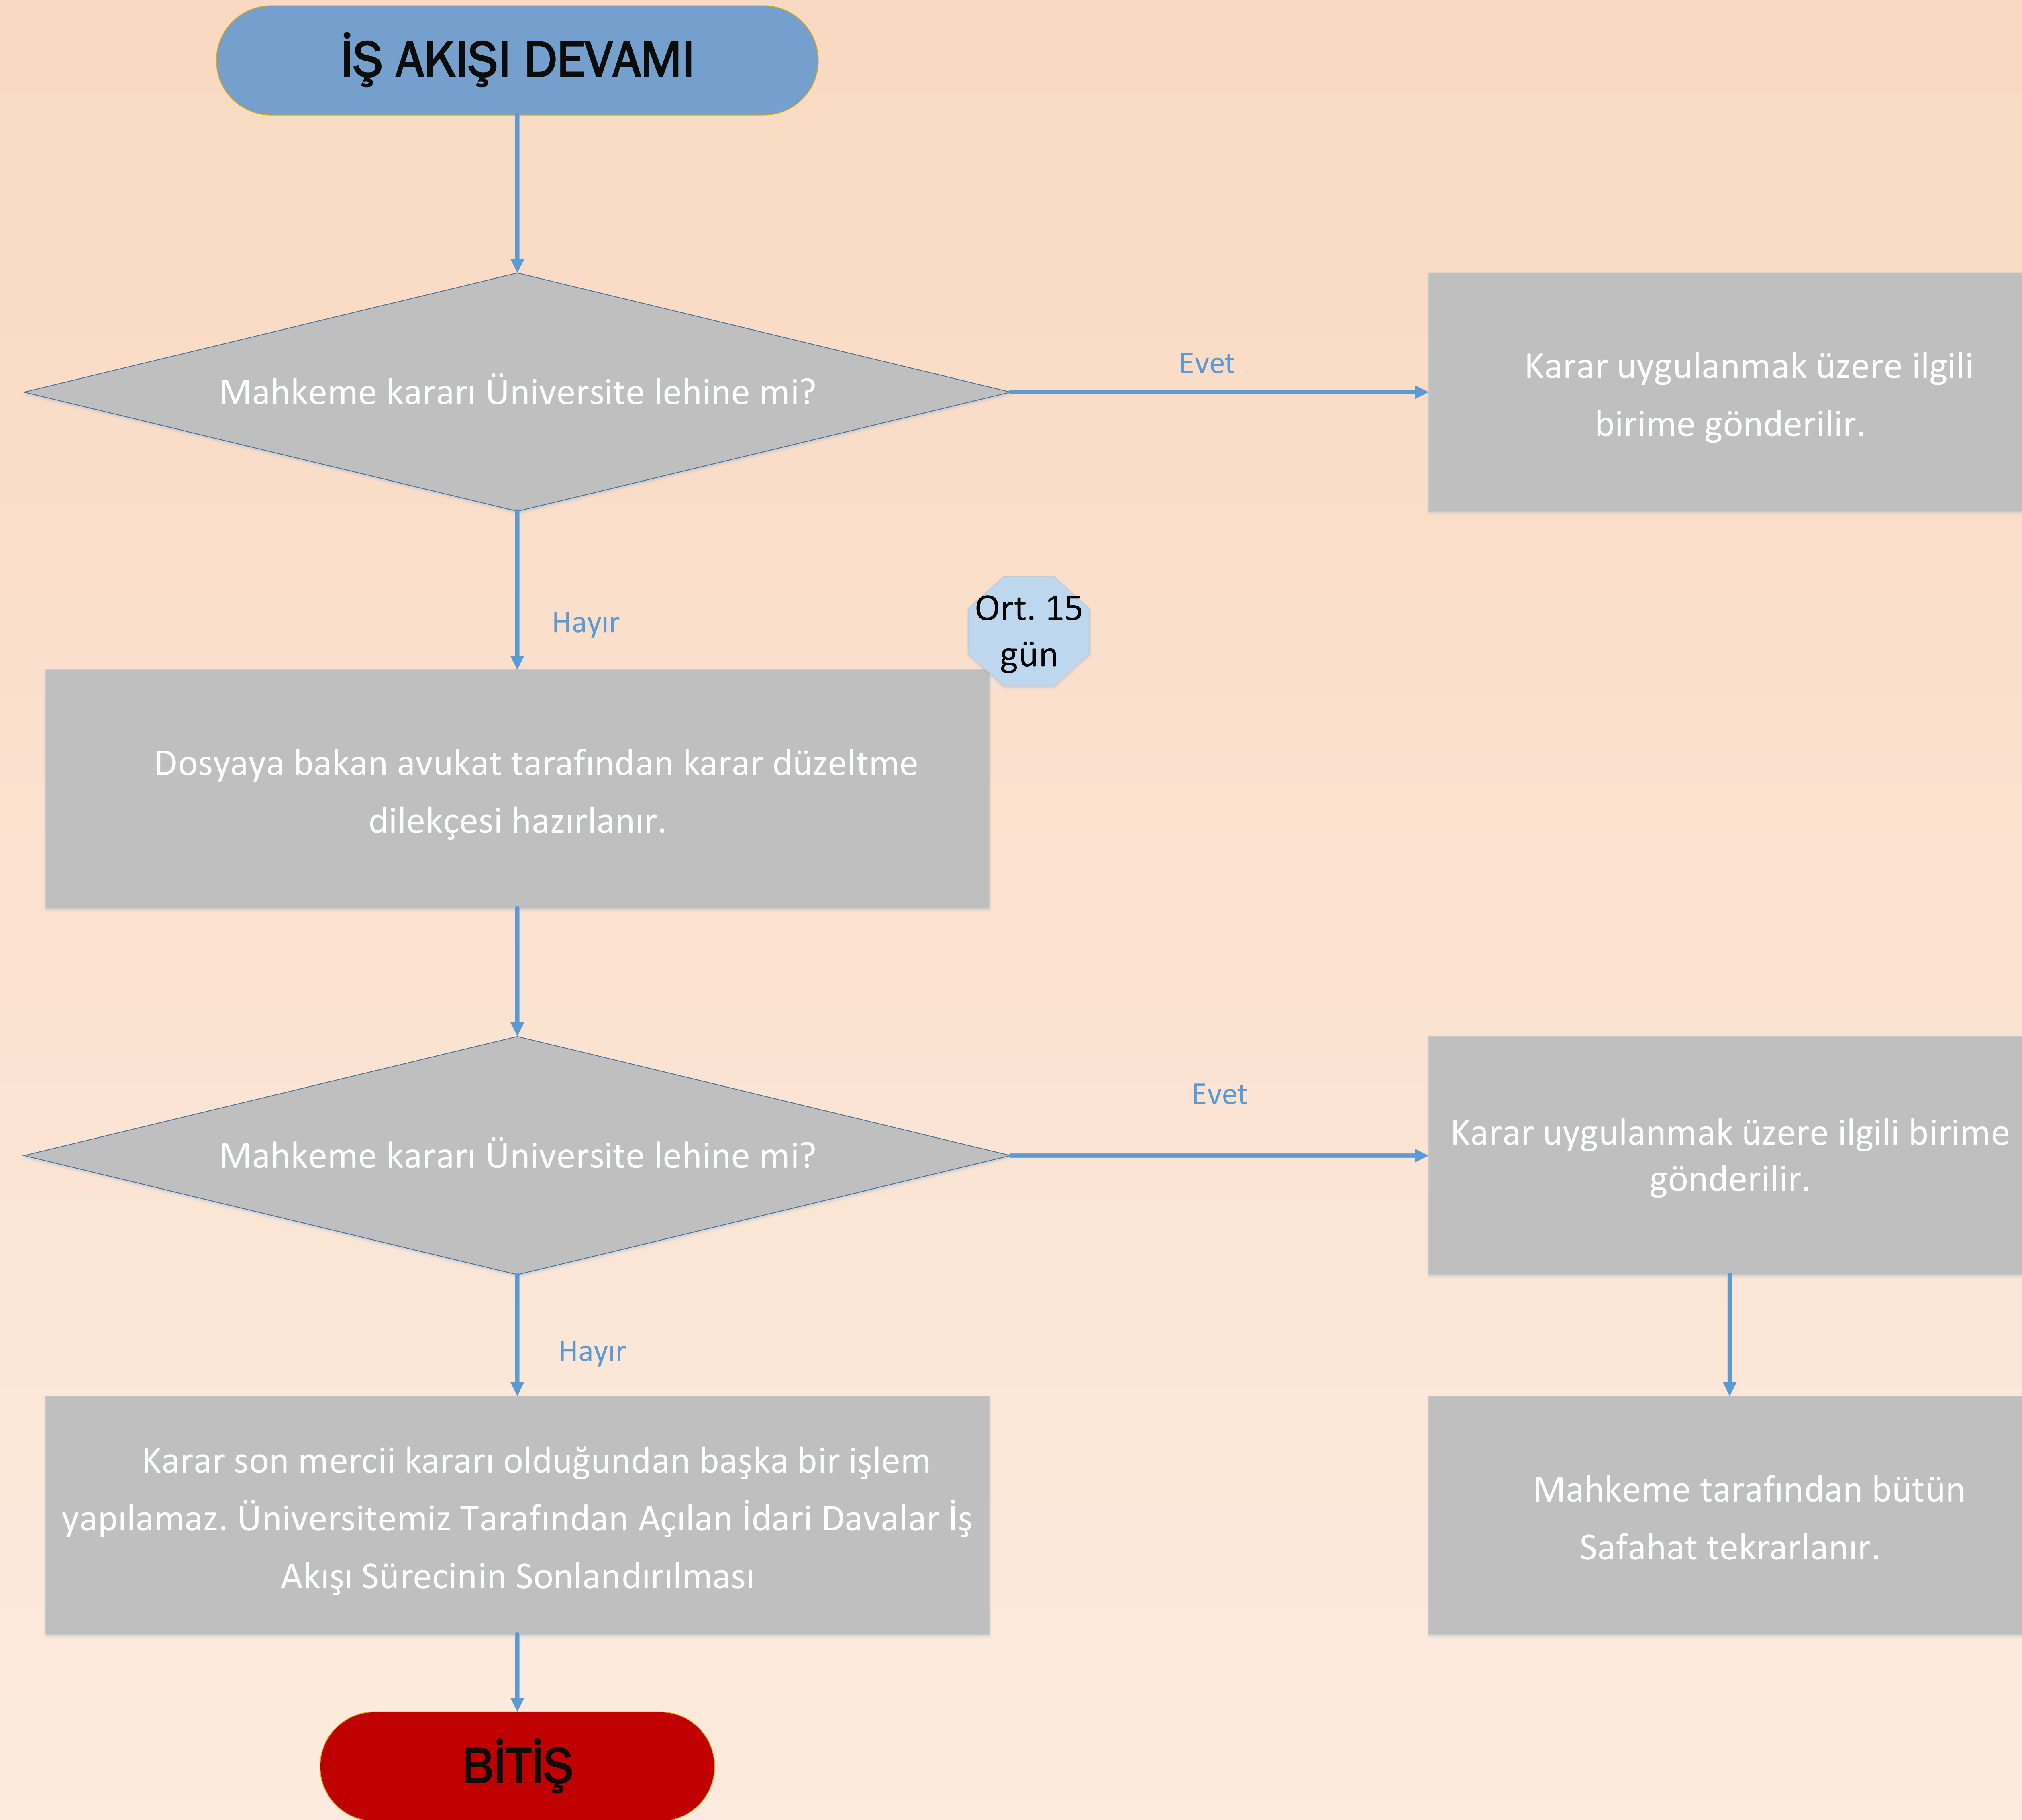 İŞ AKIŞI DEVAMI
Mahkeme kararı Üniversite lehine mi?
Evet
Karar uygulanmak üzere ilgili
birime gönderilir.
Hayır
Ort. 15
gün
Dosyaya bakan avukat tarafından karar düzeltme
dilekçesi hazırlanır.
Mahkeme kararı Üniversite lehine mi?
Evet
Karar uygulanmak üzere ilgili birime
gönderilir.
Hayır
Karar son mercii kararı olduğundan başka bir işlem
yapılamaz. Üniversitemiz Tarafından Açılan İdari Davalar İş
Akışı Sürecinin Sonlandırılması
Mahkeme tarafından bütün
Safahat tekrarlanır.
BİTİŞ